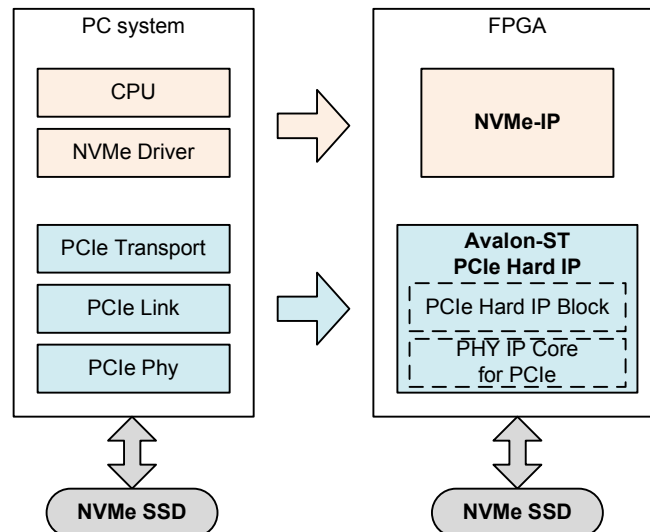 PC system
CPU
NVMe Driver
PCIe Transport
PCIe Link
PCIe Phy
NVMe SSD
FPGA
NVMe-IP
Avalon-ST
PCIe Hard IP
PCIe Hard IP Block
PHY IP Core
for PCIe
NVMe SSD